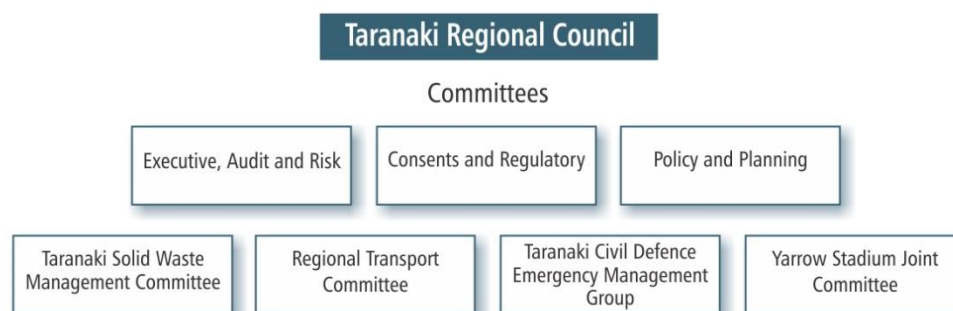 Taranaki Regional Council
Committees
Executive, Audit and Risk
Consents and Regulatory
Policy and Planning
Taranaki Solid Waste
Management Committee
Regional Transport
Committee
Taranaki Civil Defence
Emergency Management
Group
Yarrow Stadium Joint
Committee